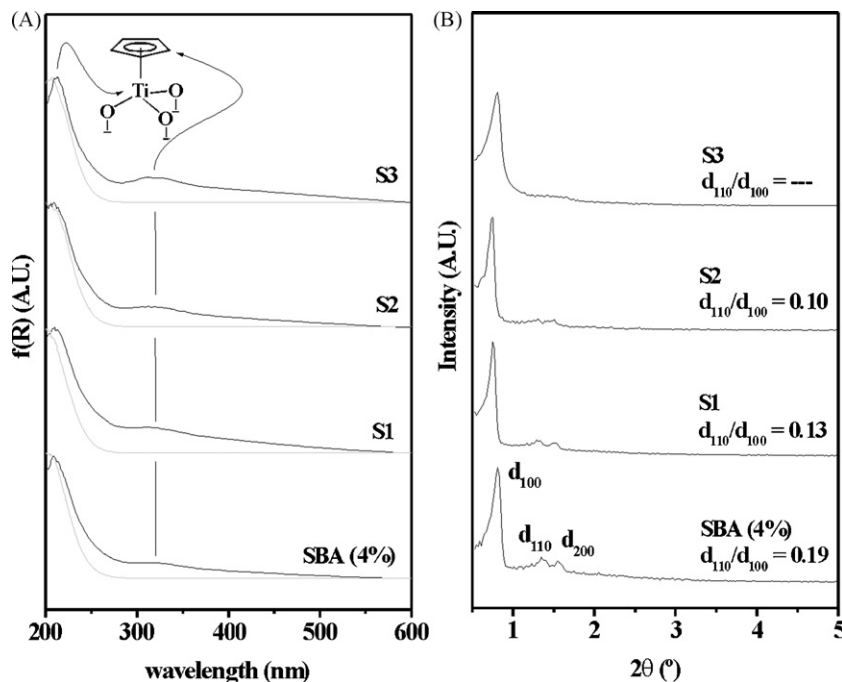 (A)
Ti
O
O
O
S3
S2
S1
SBA (4%)
f(R) (A.U.)
200 300 400 500 600
wavelength (nm)
(B)
S3
d110/d100 = ---
S2
d110/d100 = 0.10
S1
d110/d100 = 0.13
d100
SBA (4%)
d110 d200
d110/d100 = 0.19
Intensity (A.U.)
1 2 3 4 5
2θ (º)